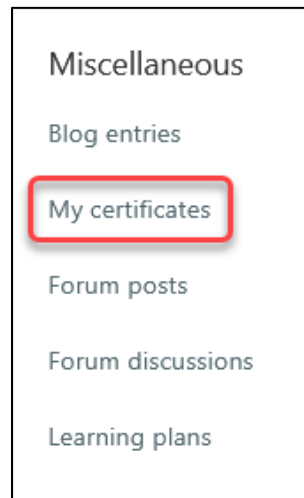 Miscellaneous
Blog entries
My certificates
Forum posts
Forum discussions
Learning plans